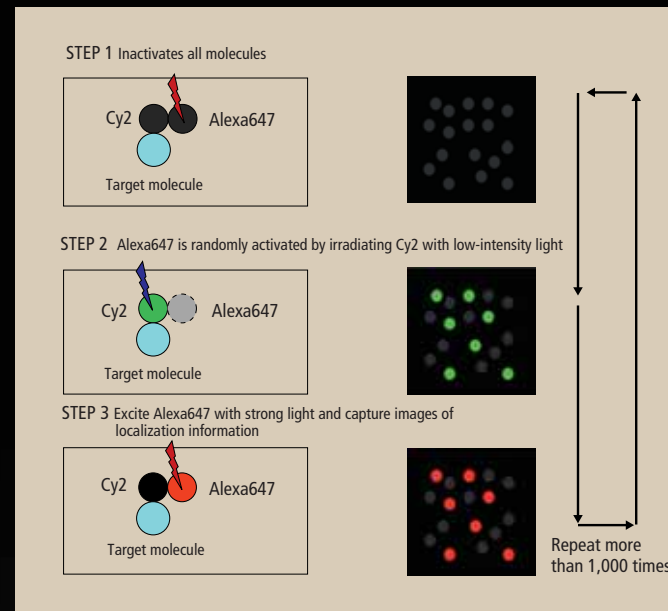 STEP 1 Inactivates all molecules
Cy2
Alexa647
Target molecule
STEP 2 Alexa647 is randomly activated by irradiating Cy2 with low-intensity light
Cy2
Alexa647
Target molecule
STEP 3 Excite Alexa647 with strong light and capture images of
localization information
Cy2
Alexa647
Target molecule
Repeat more
than 1,000 times